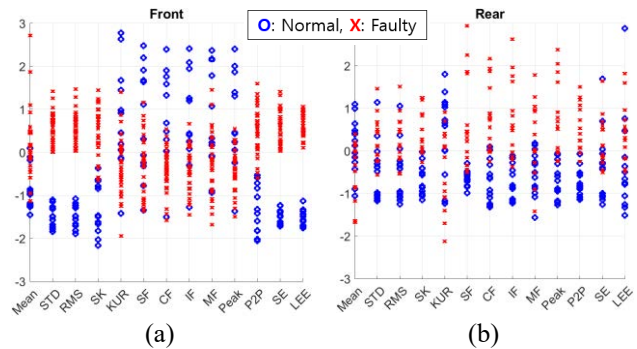 Front
O: Normal, X: Faulty
Rear
3
2
1
0
-1
-2
-3
Mean
STD
RMS
SK
KUR
SF
CF
IF
MF
Peak
P2P
SE
LEE
3
2
1
0
-1
-2
-3
Mean
STD
RMS
SK
KUR
SF
CF
IF
MF
Peak
P2P
SE
LEE
(a)
(b)